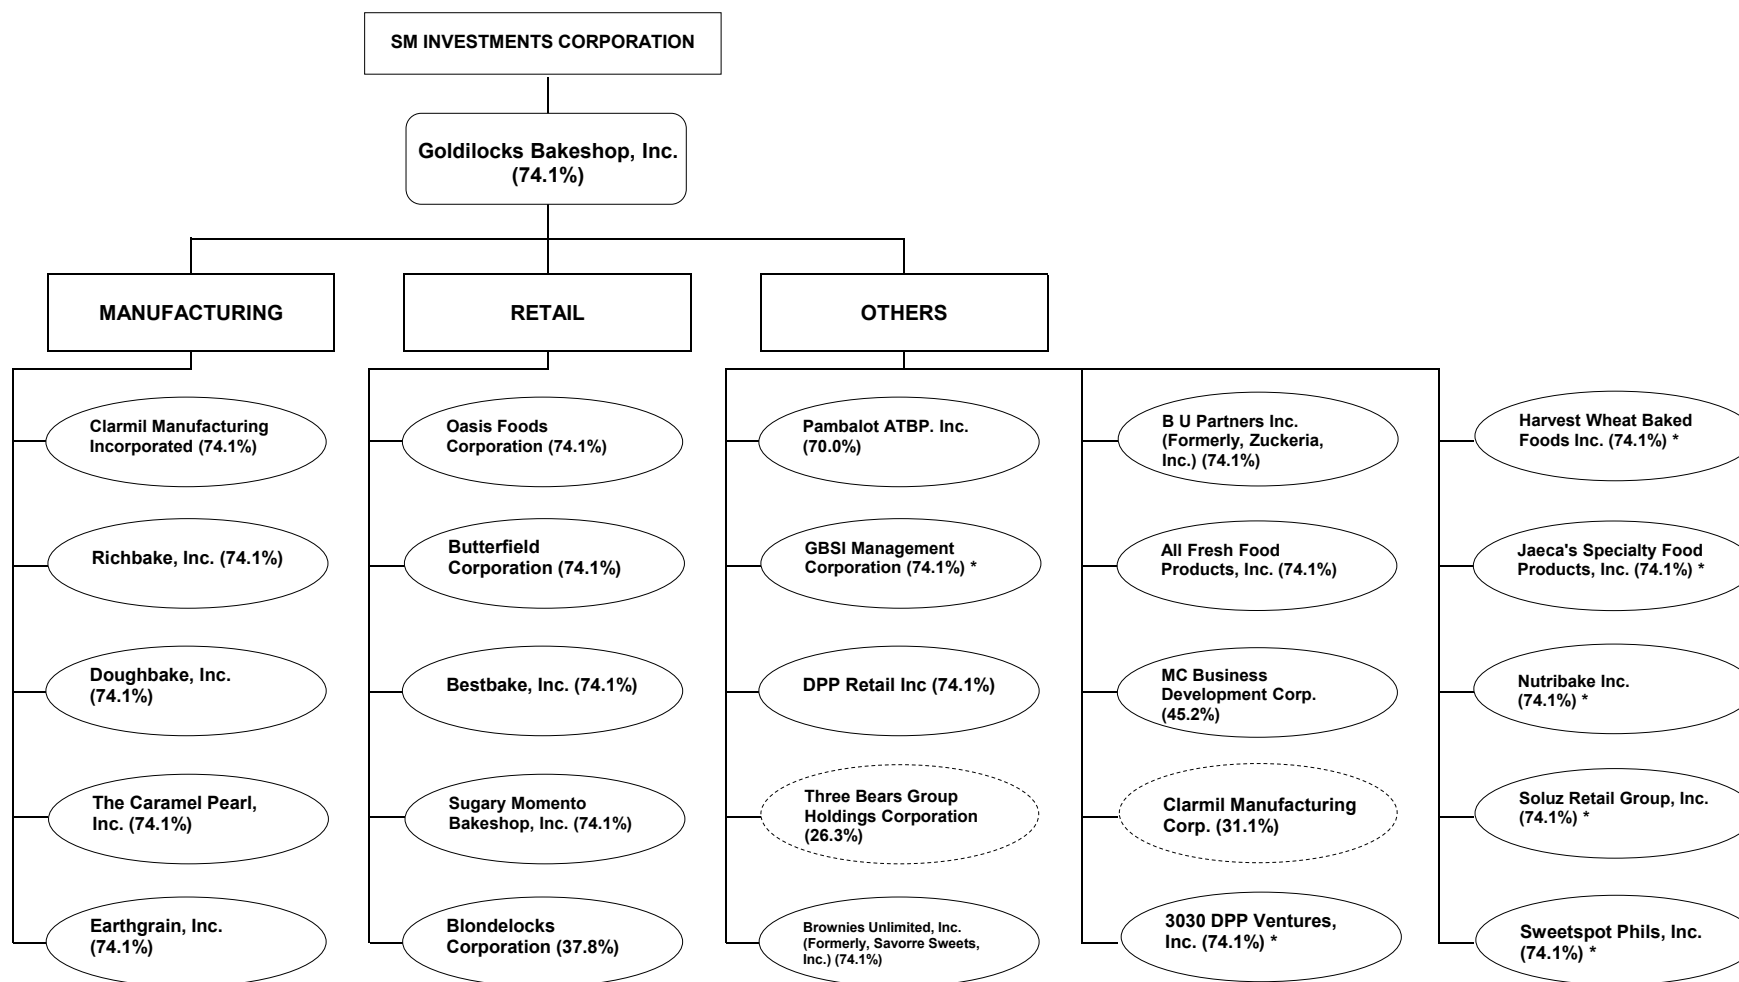 SM INVESTMENTS CORPORATION
Goldilocks Bakeshop, Inc.
(74.1%)
MANUFACTURING
RETAIL
OTHERS
Clarmil Manufacturing
Incorporated (74.1%)
Richbake, Inc. (74.1%)
Doughbake, Inc.
(74.1%)
The Caramel Pearl,
Inc. (74.1%)
Earthgrain, Inc.
(74.1%)
Oasis Foods
Corporation (74.1%)
Butterfield
Corporation (74.1%)
Bestbake, Inc. (74.1%)
Sugary Momento
Bakeshop, Inc. (74.1%)
Blondelocks
Corporation (37.8%)
Pambalot ATBP. Inc.
(70.0%)
GBSI Management
Corporation (74.1%) *
DPP Retail Inc (74.1%)
Three Bears Group
Holdings Corporation
(26.3%)
Brownies Unlimited, Inc.
(Formerly, Savorre Sweets,
Inc.) (74.1%)
B U Partners Inc.
(Formerly, Zuckeria,
Inc.) (74.1%)
All Fresh Food
Products, Inc. (74.1%)
MC Business
Development Corp.
(45.2%)
Clarmil Manufacturing
Corp. (31.1%)
3030 DPP Ventures,
Inc. (74.1%) *
Harvest Wheat Baked
Foods Inc. (74.1%) *
Jaeca's Specialty Food
Products, Inc. (74.1%) *
Nutribake Inc.
(74.1%) *
Soluz Retail Group, Inc.
(74.1%) *
Sweetspot Phils, Inc.
(74.1%) *